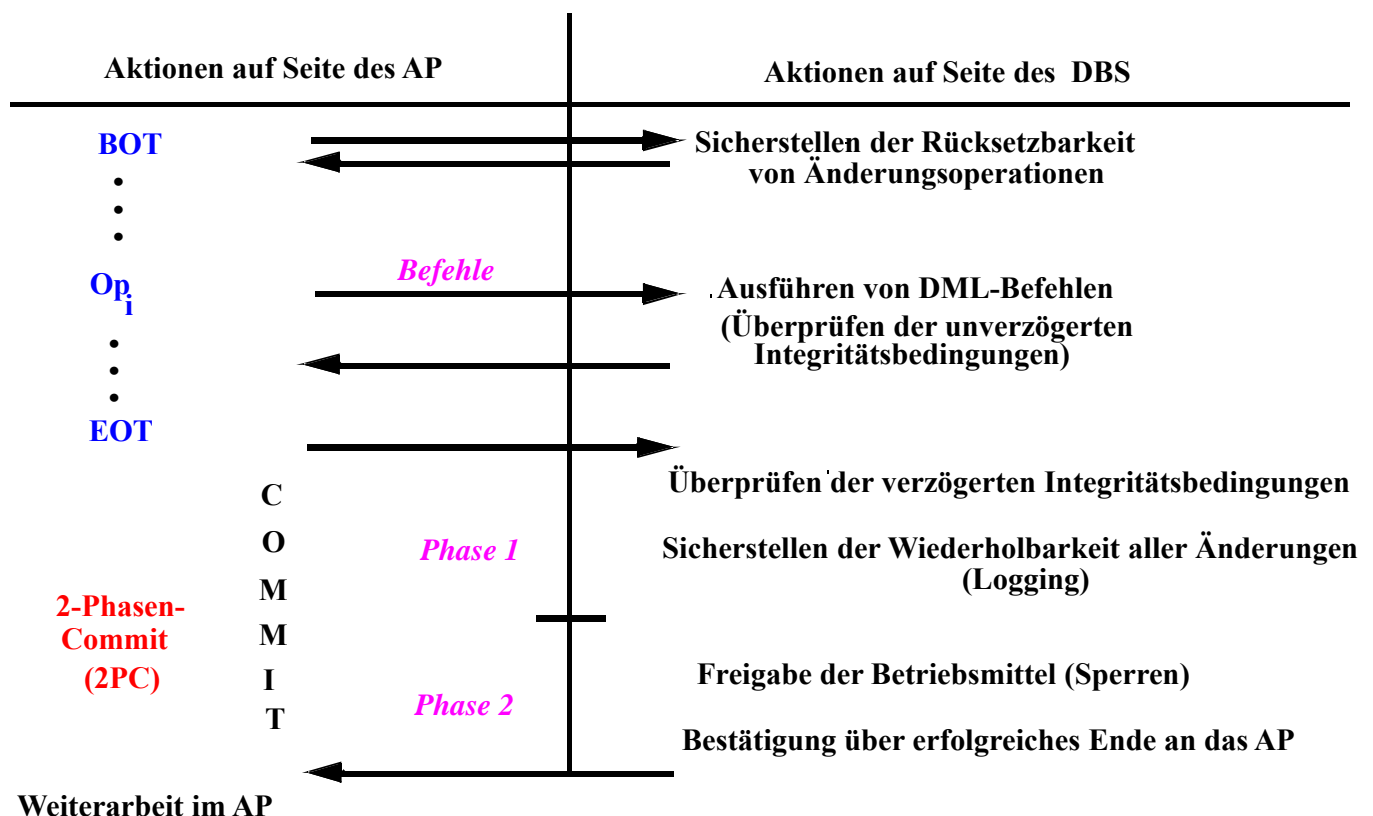 Aktionen auf Seite des AP
Aktionen auf Seite des DBS
BOT
Sicherstellen der Rücksetzbarkeit
von Änderungsoperationen
Befehle
Opi
Ausführen von DML-Befehlen
(Überprüfen der unverzögerten
Integritätsbedingungen)
EOT
Überprüfen der verzögerten Integritätsbedingungen
COMMIT
Phase 1
Sicherstellen der Wiederholbarkeit aller Änderungen
(Logging)
2-Phasen-
Commit
(2PC)
Freigabe der Betriebsmittel (Sperren)
Phase 2
Bestätigung über erfolgreiches Ende an das AP
Weiterarbeit im AP